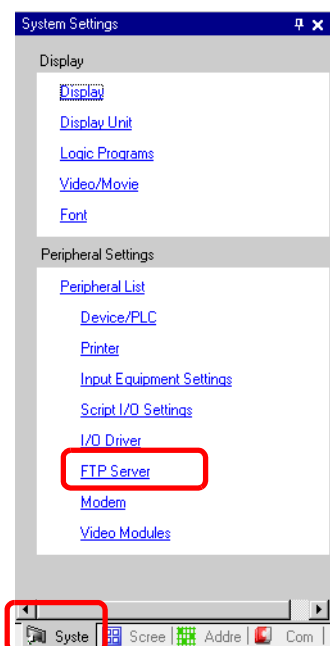 System Settings
Display
Display
Display Unit
Logic Programs
Video/Movie
Font
Peripheral Settings
Peripheral List
Device/PLC
Printer
Input Equipment Settings
Script I/O Settings
I/O Driver
FTP Server
Modem
Video Modules
Syste Scree Addre Com